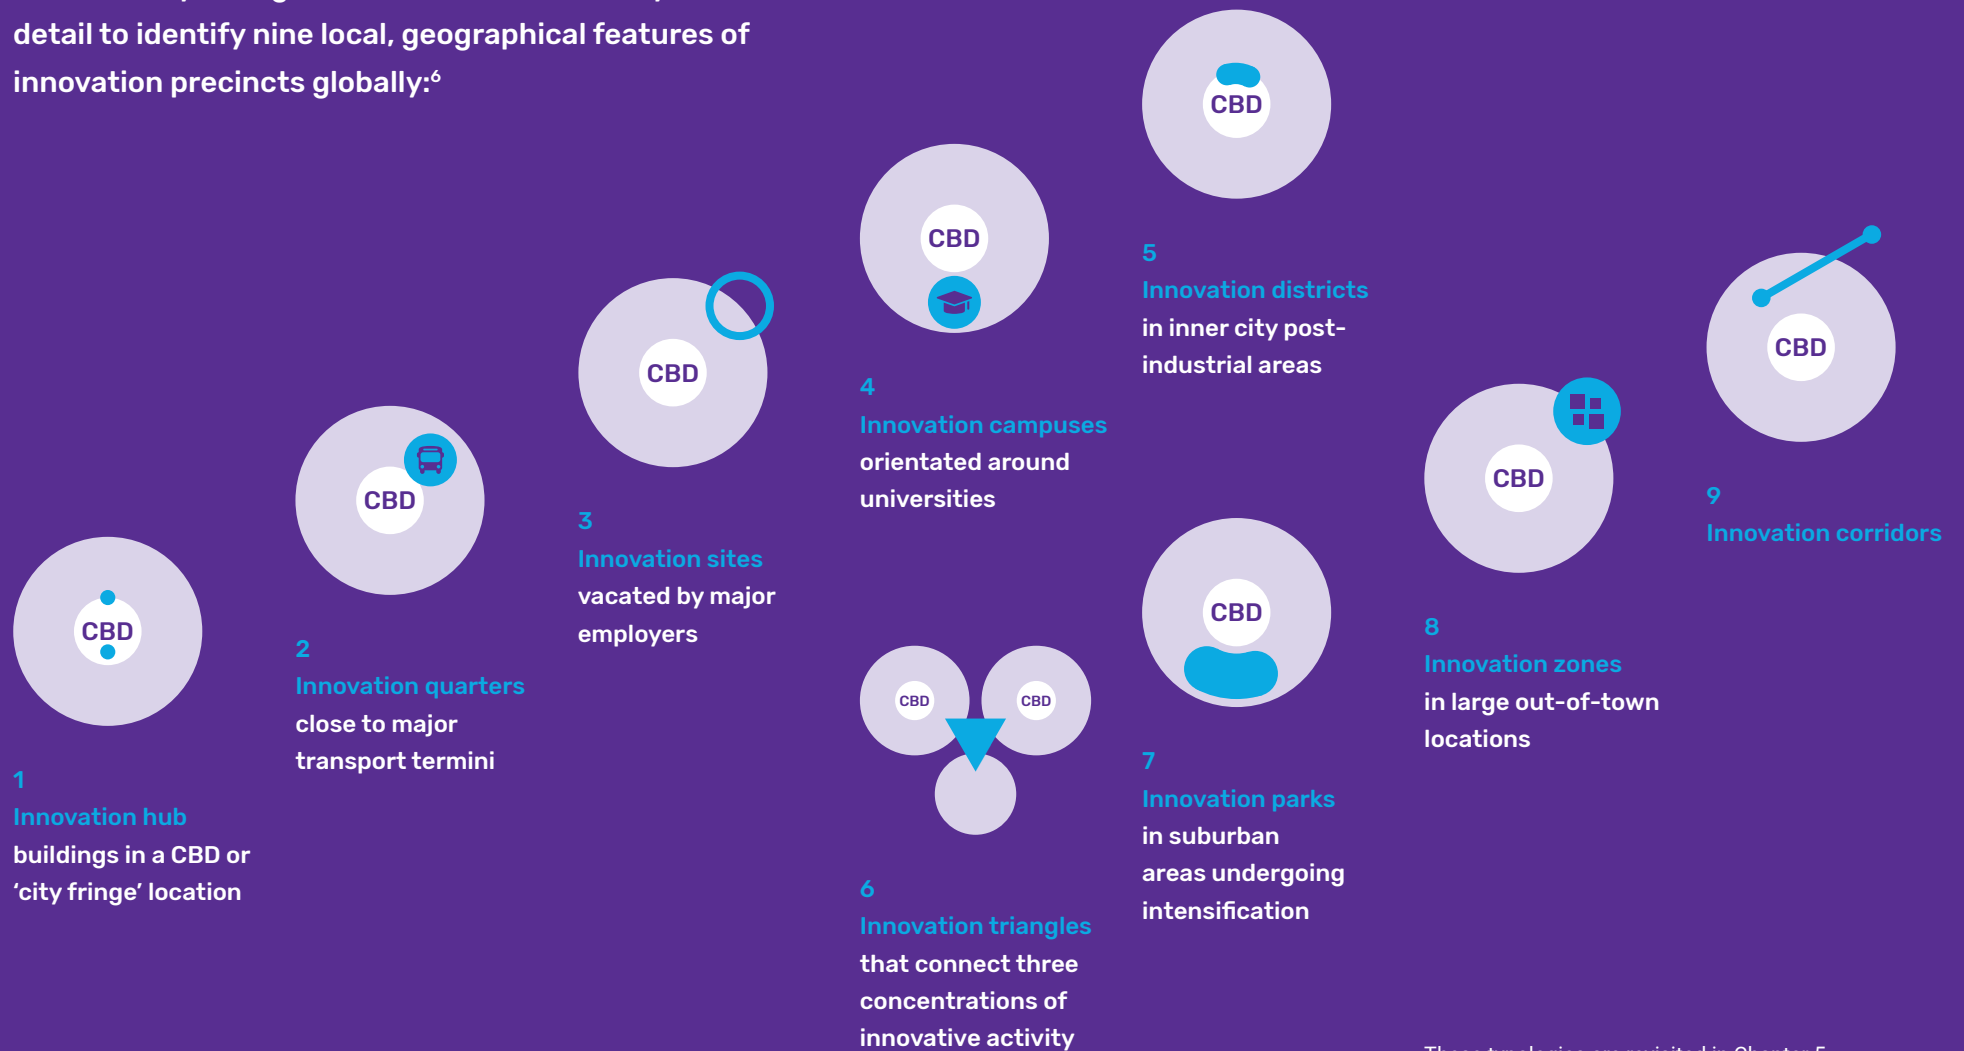 detail to identify nine local, geographical features of
innovation precincts globally:6
CBD
1
Innovation hub
buildings in a CBD or
‘city fringe’ location
CBD
2
Innovation quarters
close to major
transport termini
CBD
3
Innovation sites
vacated by major
employers
CBD
4
Innovation campuses
orientated around
universities
CBD
5
Innovation districts
in inner city post-
industrial areas
CBD
CBD
6
Innovation triangles
that connect three
concentrations of
innovative activity
CBD
7
Innovation parks
in suburban
areas undergoing
intensification
CBD
8
Innovation zones
in large out-of-town
locations
CBD
9
Innovation corridors